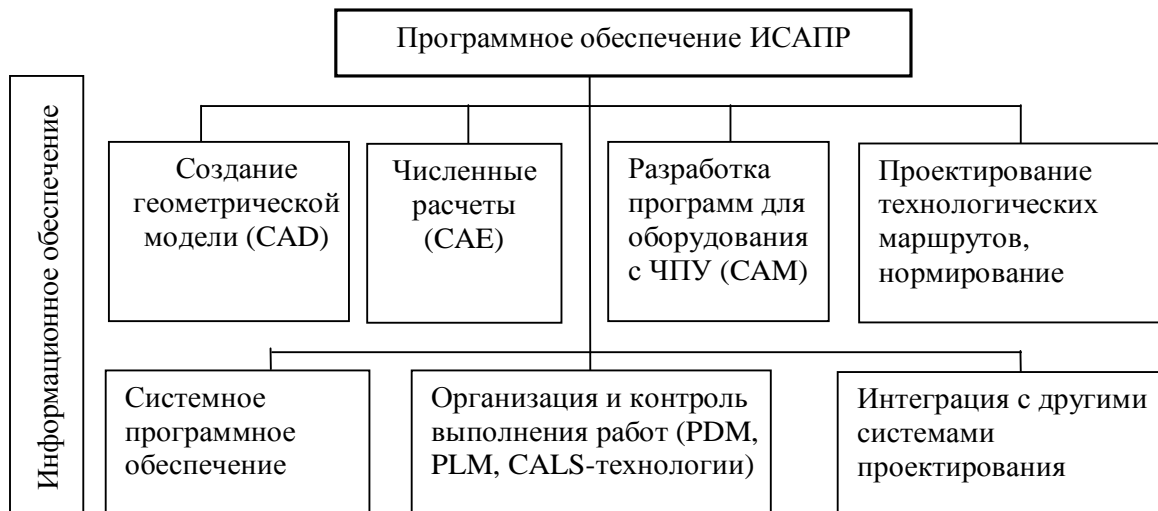 Программное обеспечение ИСАПР
Информационное обеспечение
Создание
геометрической
модели (CAD)
Численные
расчеты
(CAE)
Разработка
программ для
оборудования
с ЧПУ (CAM)
Проектирование
технологических
маршрутов,
нормирование
Системное
программное
обеспечение
Организация и контроль
выполнения работ (PDM,
PLM, CALS-технологии)
Интеграция с другими
системами
проектирования